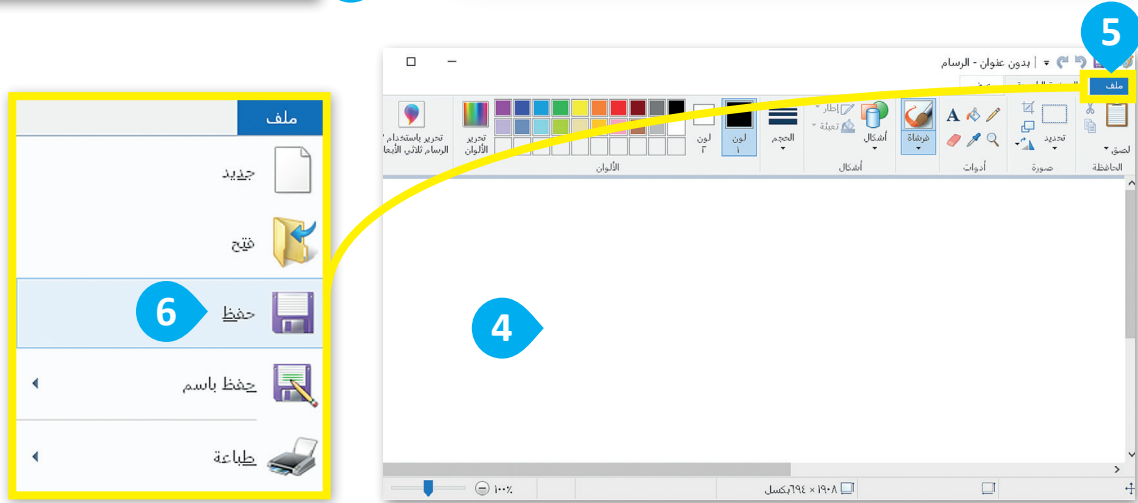 5
بدون عنوان - الرسام
ملف
لصق
الحافظة
تحديد
صورة
A
أدوات
فرشاة
أشكال
إطار
تعبئة
أشكال
الحجم
لون
١
لون
٢
تحرير
الألوان
الألوان
تحرير باستخدام
الرسام ثلاثي الأبعا
ملف
جديد
فتح
حفظ
6
حفظ باسم
طباعة
4
١٩٠٨ × ٦٩٤بكسل
١٠٠٪